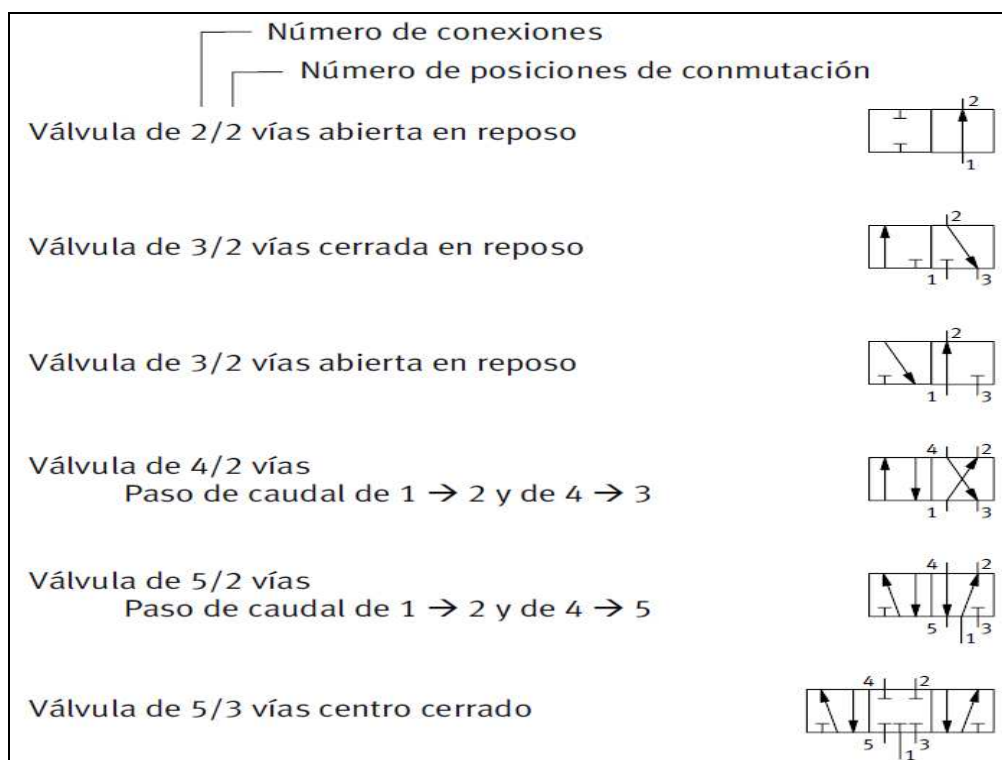 Número de conexiones
Número de posiciones de conmutación
Válvula de 2/2 vías abierta en reposo
2
1
Válvula de 3/2 vías cerrada en reposo
2
1 3
Válvula de 3/2 vías abierta en reposo
2
1 3
Válvula de 4/2 vías
Paso de caudal de 1 → 2 y de 4 → 3
4 2
1 3
Válvula de 5/2 vías
Paso de caudal de 1 → 2 y de 4 → 5
4 2
5 1 3
Válvula de 5/3 vías centro cerrado
4 2
5 1 3